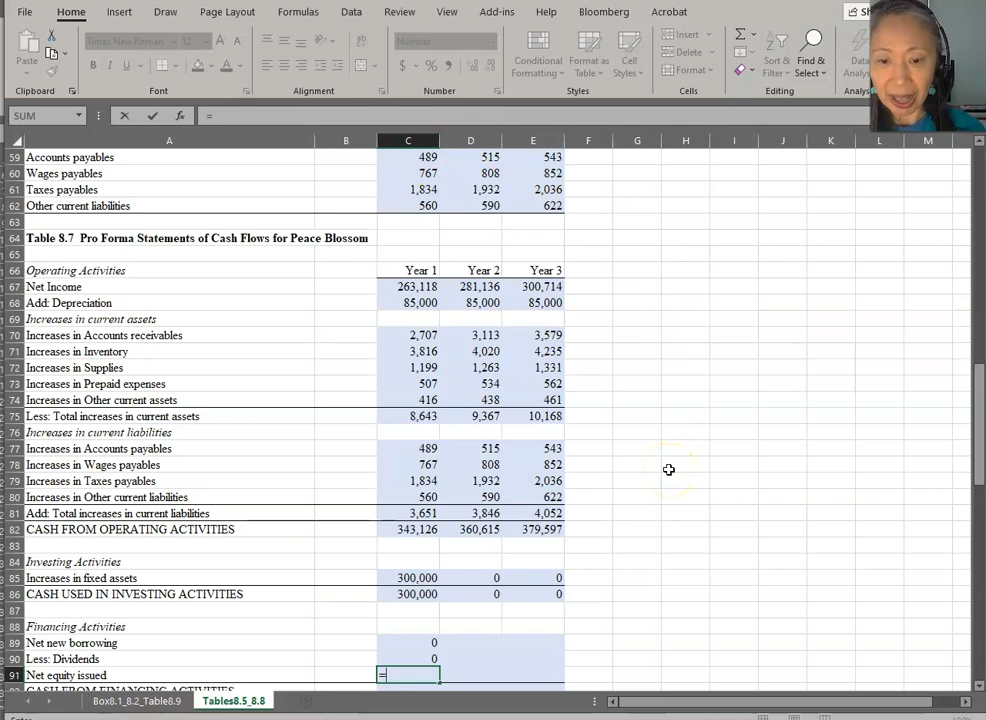 File Home Insert Draw Page Layout Formulas Data Review View Add-ins Help Bloomberg Acrobat
Times New Roman 12 Number Insert
Delete
Paste Conditional Format as Cell Format Sort & Find &
Formatting Table Styles Filter Select
Clipboard Font Alignment Number Styles Cells Editing
SUM =
A B C D E F G H I J K L M
59 Accounts payables 489 515 543
60 Wages payables 767 808 852
61 Taxes payables 1,834 1,932 2,036
62 Other current liabilities 560 590 622
63
64 Table 8.7 Pro Forma Statements of Cash Flows for Peace Blossom
65
66 Operating Activities Year 1 Year 2 Year 3
67 Net Income 263,118 281,136 300,714
68 Add: Depreciation 85,000 85,000 85,000
69 Increases in current assets
70 Increases in Accounts receivables 2,707 3,113 3,579
71 Increases in Inventory 3,816 4,020 4,235
72 Increases in Supplies 1,199 1,263 1,331
73 Increases in Prepaid expenses 507 534 562
74 Increases in Other current assets 416 438 461
75 Less: Total increases in current assets 8,643 9,367 10,168
76 Increases in current liabilities
77 Increases in Accounts payables 489 515 543
78 Increases in Wages payables 767 808 852
79 Increases in Taxes payables 1,834 1,932 2,036
80 Increases in Other current liabilities 560 590 622
81 Add: Total increases in current liabilities 3,651 3,846 4,052
82 CASH FROM OPERATING ACTIVITIES 343,126 360,615 379,597
83
84 Investing Activities
85 Increases in fixed assets 300,000 0 0
86 CASH USED IN INVESTING ACTIVITIES 300,000 0 0
87
88 Financing Activities
89 Net new borrowing 0
90 Less: Dividends 0
91 Net equity issued =
CASH FROM FINANCING ACTIVITIES
Box8.1_8.2_Table8.9 Tables8.5_8.8